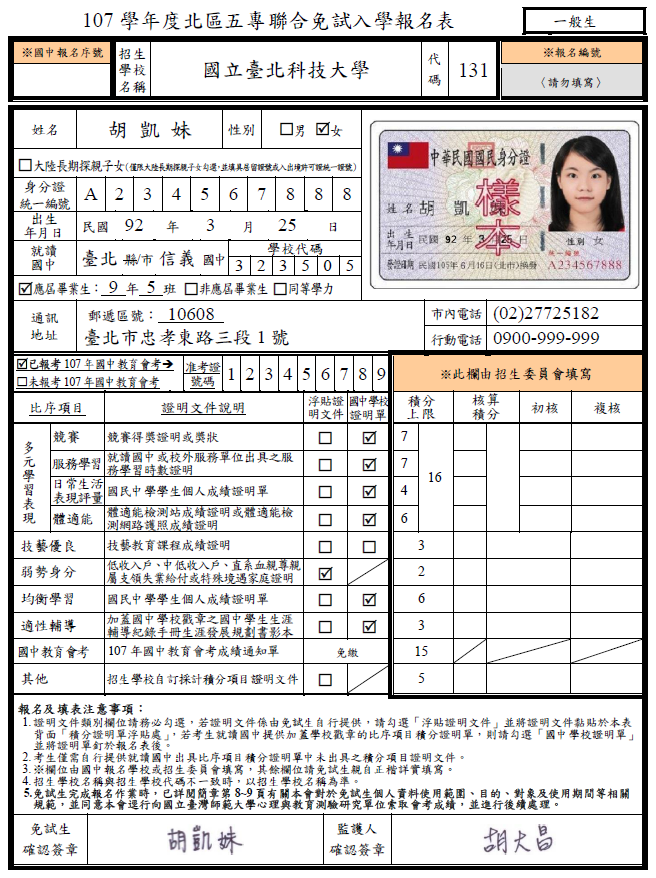 107 學年度北區五專聯合免試入學報名表
一般生
※國中報名序號
招生學校名稱
國立臺北科技大學
代碼
131
※報名編號
（請勿填寫）
姓名
胡 凱 妹
性別
☐男 ☑女
☐大陸長期探親子女(僅限大陸長期探親子女勾選，並填具居留證號或入出境許可證統一證號)
身分證統一編號
A 2 3 4 5 6 7 8 8 8
出生年月日
民國 92 年 3 月 25 日
就讀國中
臺北 縣/市 信義 國中
學校代碼
3 2 3 5 0 5
☑應屆畢業生：9 年 5 班 ☐非應屆畢業生 ☐同等學力
中華民國國民身分證
樣本
姓名 胡 凱
出生年月日 民國 92 年 3 月 25 日
性別 女
發證日期 民國105年6月16日(北市)換發
統一編號
A234567888
通訊地址
郵遞區號： 10608
臺北市忠孝東路三段 1 號
市內電話 (02)27725182
行動電話 0900-999-999
☑已報考 107 年國中教育會考➔
☐未報考 107 年國中教育會考
准考證號碼
1 2 3 4 5 6 7 8 9
※此欄由招生委員會填寫
比序項目 證明文件說明 浮貼證明文件 國中學校證明單 積分上限 核算積分 初核 複核
多元學習表現
競賽 競賽得獎證明或獎狀 ☐ ☑ 7
服務學習 就讀國中或校外服務單位出具之服務學習時數證明 ☐ ☑ 7
16
日常生活表現評量 國民中學學生個人成績證明單 ☐ ☑ 4
體適能 體適能檢測站成績證明或體適能檢測網路護照成績證明 ☐ ☑ 6
技藝優良 技藝教育課程成績證明 ☐ ☐ 3
弱勢身分 低收入戶、中低收入戶、直系血親尊親屬支領失業給付或特殊境遇家庭證明 ☑ 2
均衡學習 國民中學學生個人成績證明單 ☐ ☑ 6
適性輔導 加蓋國中學校戳章之國中學生生涯輔導紀錄手冊生涯發展規劃書影本 ☐ ☑ 3
國中教育會考 107 年國中教育會考成績通知單 免繳 15
其他 招生學校自訂採計積分項目證明文件 ☐ 5
報名及填表注意事項：
1. 證明文件類別欄位請務必勾選，若證明文件係由免試生自行提供，請勾選「浮貼證明文件」並將證明文件黏貼於本表
背面「積分證明單浮貼處」，若考生就讀國中提供加蓋學校戳章的比序項目積分證明單，則請勾選「國中學校證明單」
並將證明單釘於報名表後。
2. 考生僅需自行提供就讀國中出具比序項目積分證明單中未出具之積分項目證明文件。
3. ※欄位由國中報名學校或招生委員會填寫，其餘欄位請免試生親自正楷詳實填寫。
4. 招生學校名稱與招生學校代碼不一致時，以招生學校名稱為準。
5. 免試生完成報名作業時，已詳閱簡章第 8~9 頁有關本會對於免試生個人資料使用範圍、目的、對象及使用期間等相關
規範，並同意本會逕行向國立臺灣師範大學心理與教育測驗研究單位索取會考成績，並進行後續處理。
免試生確認簽章
胡凱妹
監護人確認簽章
胡大昌